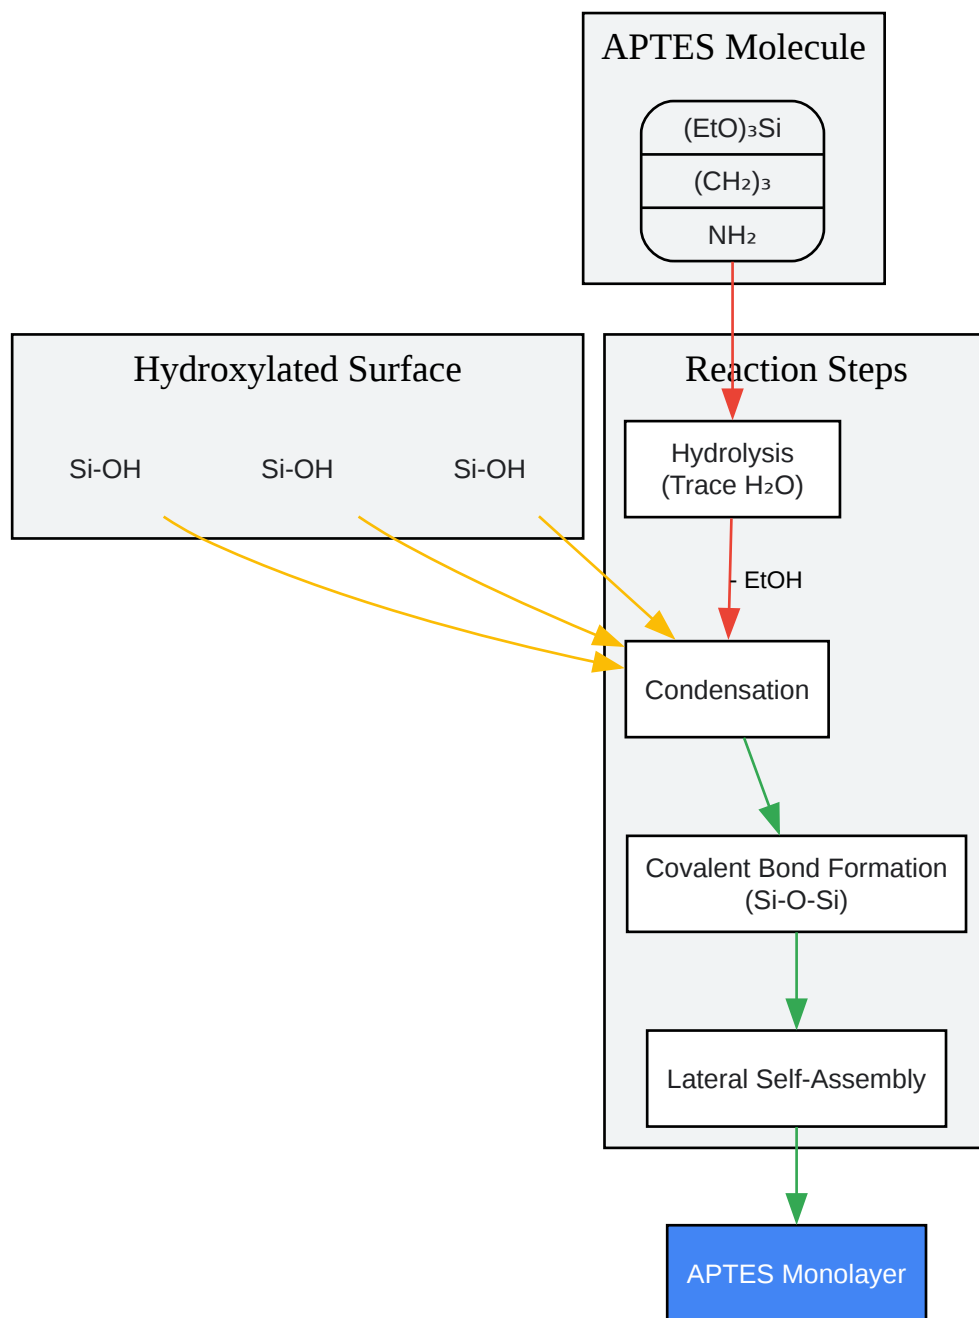 APTES Molecule
(EtO)₃Si
(CH₂)₃
NH₂
Hydroxylated Surface
Si-OH Si-OH Si-OH
Reaction Steps
Hydrolysis
(Trace H₂O)
- EtOH
Condensation
Covalent Bond Formation
(Si-O-Si)
Lateral Self-Assembly
APTES Monolayer